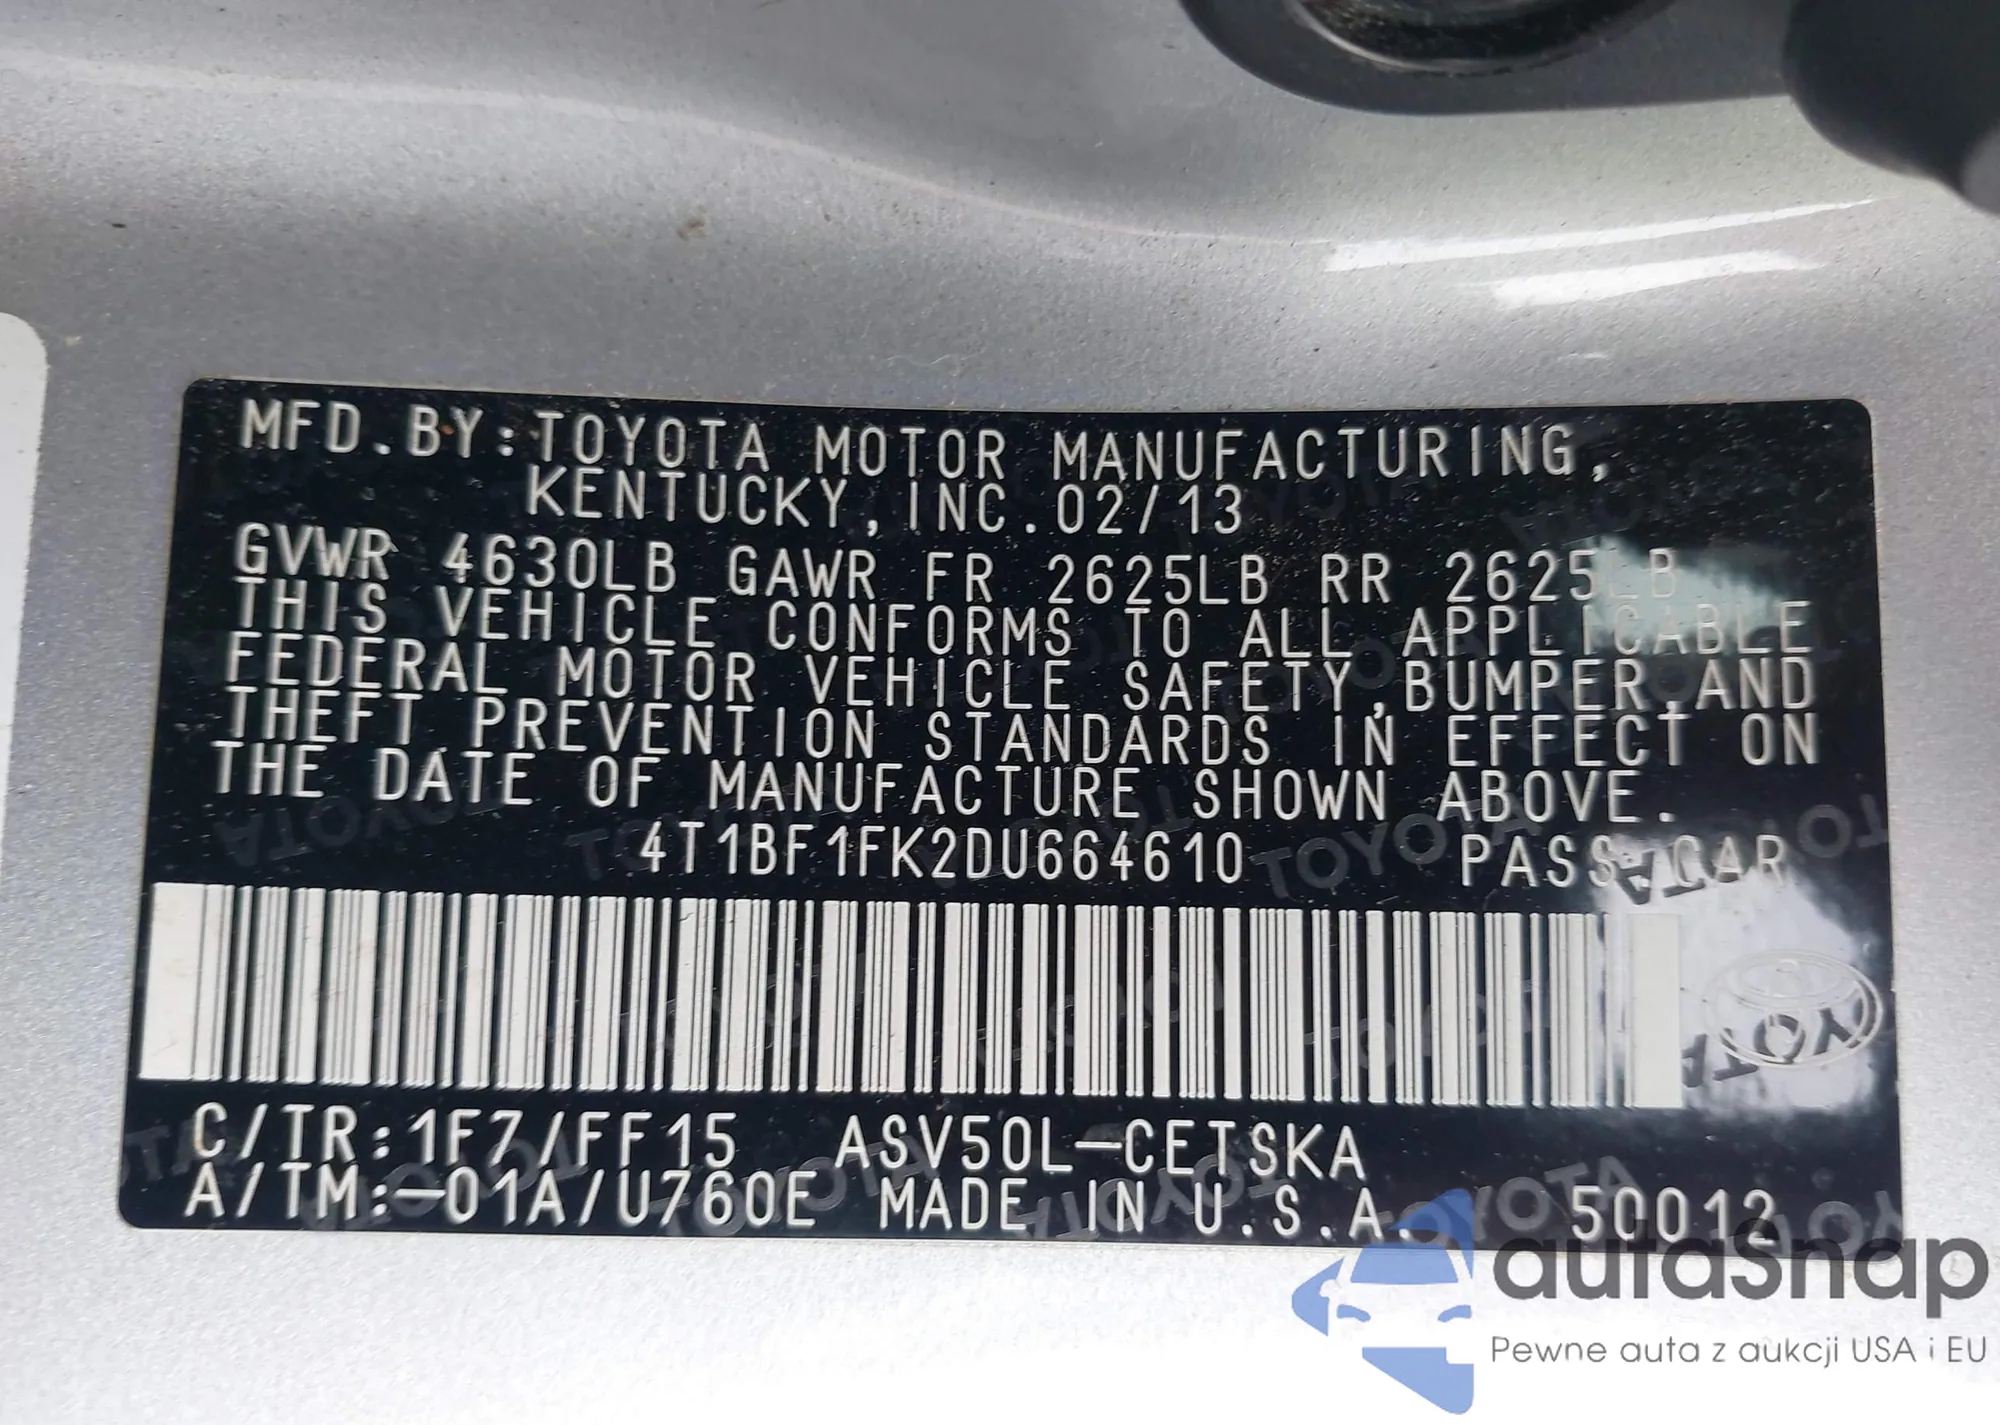 MFD.BY:TOYOTA MOTOR MANUFACTURING,
KENTUCKY,INC.02/13
GVWR 4630LB GAWR FR 2625LB RR 2625LB
THIS VEHICLE CONFORMS TO ALL APPLICABLE
FEDERAL MOTOR VEHICLE SAFETY,BUMPER,AND
THEFT PREVENTION STANDARDS IN EFFECT ON
THE DATE OF MANUFACTURE SHOWN ABOVE.
4T1BF1FK2DU664610 PASS.CAR
C/TR:1F7/FF15 ASV50L-CETSKA
A/TM:-01A/U760E MADE IN U.S.A. 50012
autaSnap
Pewne auta z aukcji USA i EU